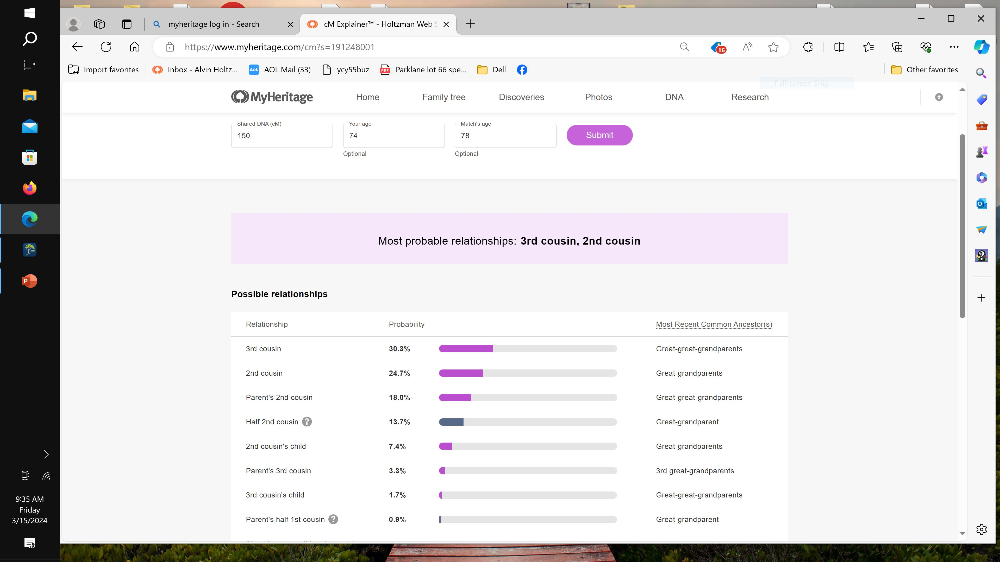 myheritage log in - Search
cM Explainer™ - Holtzman Web S
https://www.myheritage.com/cm?s=191248001
16
Import favorites
Inbox - Alvin Holtz...
Aol.
AOL Mail (33)
ycy55buz
PDF
Parklane lot 66 spe...
Dell
Other favorites
Full-screen Snip
MyHeritage
Home
Family tree
Discoveries
Photos
DNA
Research
Shared DNA (cM)
Your age
Match's age
150
74
78
Submit
Optional
Optional
Most probable relationships: 3rd cousin, 2nd cousin
Possible relationships
Relationship Probability Most Recent Common Ancestor(s)
3rd cousin 30.3% Great-great-grandparents
2nd cousin 24.7% Great-grandparents
Parent's 2nd cousin 18.0% Great-great-grandparents
Half 2nd cousin ? 13.7% Great-grandparent
2nd cousin's child 7.4% Great-grandparents
Parent's 3rd cousin 3.3% 3rd great-grandparents
3rd cousin's child 1.7% Great-great-grandparents
Parent's half 1st cousin ? 0.9% Great-grandparent
2019
P
9:35 AM
Friday
3/15/2024